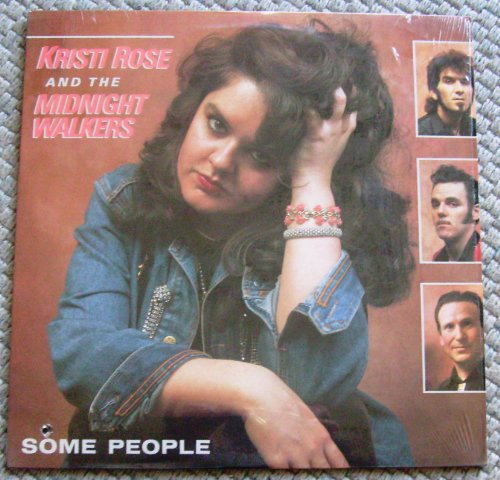 KRISTI ROSE
AND THE
MIDNIGHT
WALKERS
SOME PEOPLE